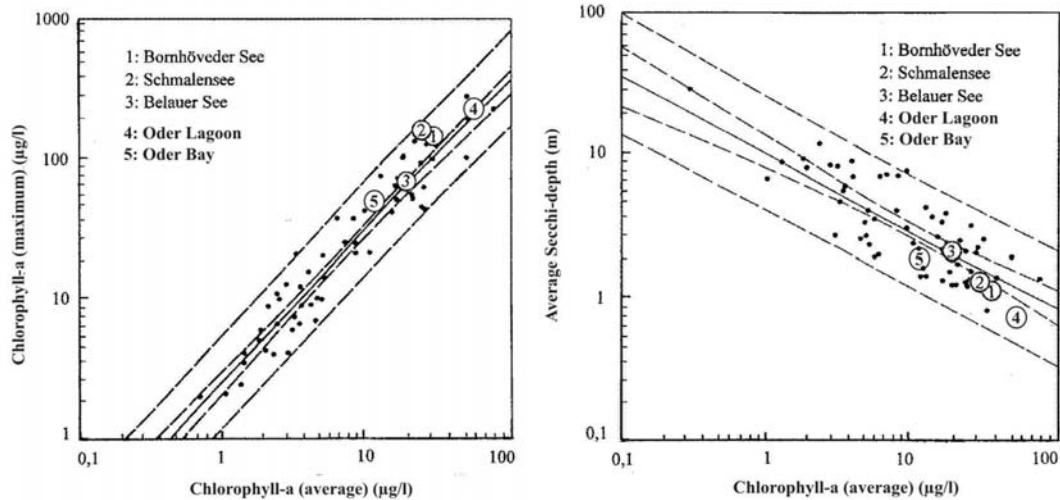 1000
100
10
1
Chlorophyll-a (maximum) (µg/l)
1: Bornhöveder See
2: Schmalensee
3: Belauer See
4: Oder Lagoon
5: Oder Bay
2
1
4
3
5
0,1
1
10
100
Chlorophyll-a (average) (µg/l)
100
10
1
0,1
Average Secchi-depth (m)
1: Bornhöveder See
2: Schmalensee
3: Belauer See
4: Oder Lagoon
5: Oder Bay
3
5
2
1
4
0,1
1
10
100
Chlorophyll-a (average) (µg/l)